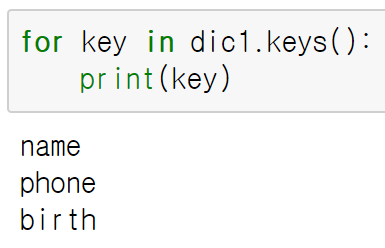 for key in dic1.keys():
    print(key)
name
phone
birth